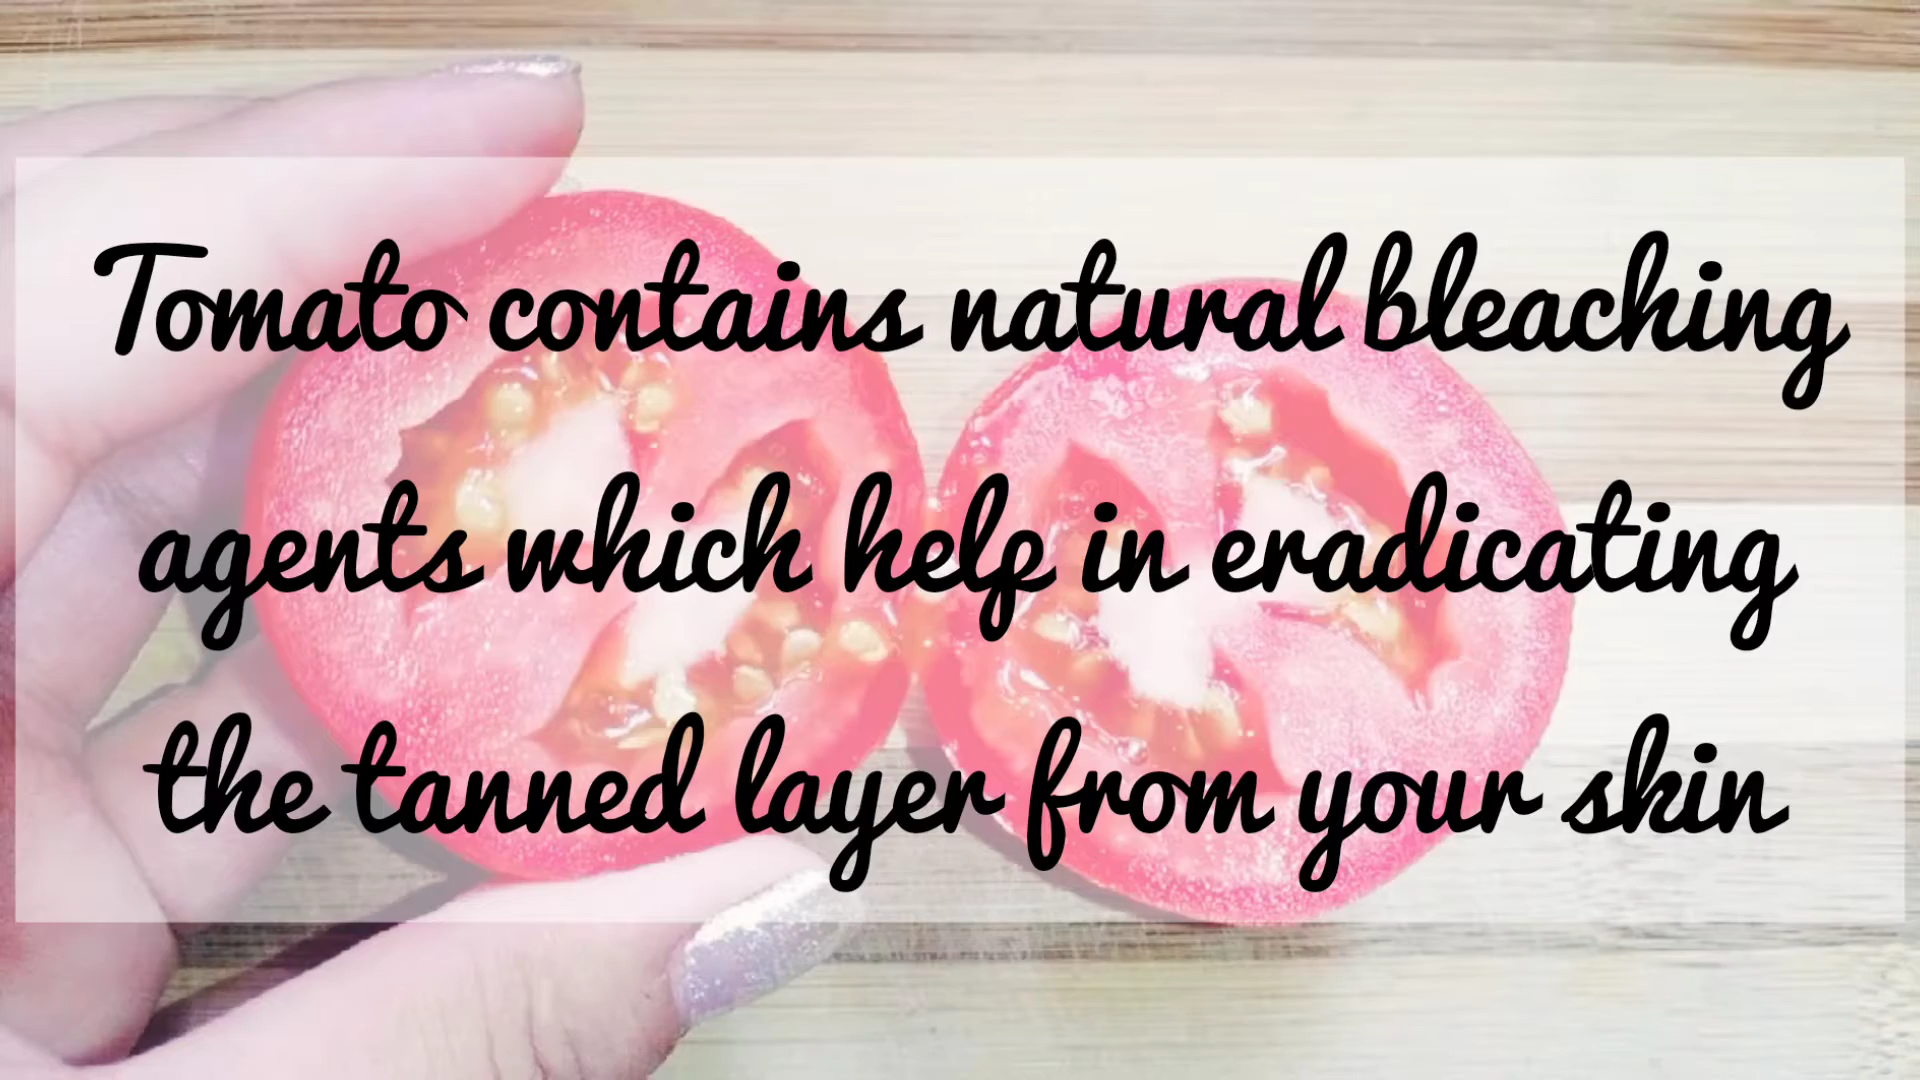 Tomato contains natural bleaching
agents which help in eradicating
the tanned layer from your skin